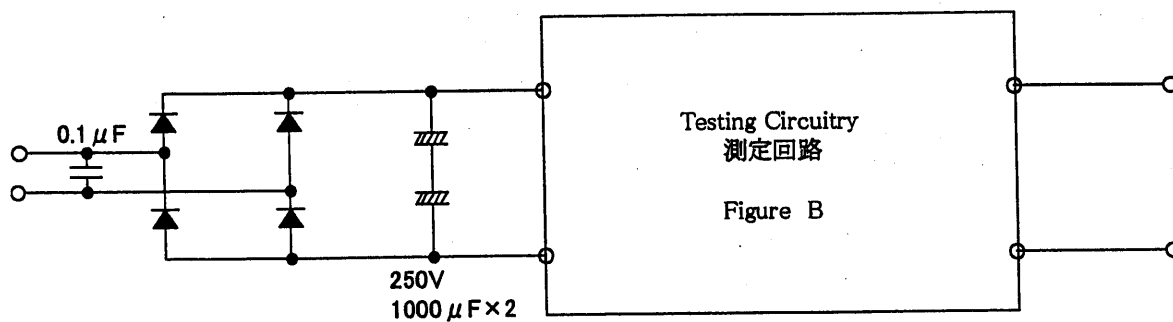 0.1μF
250V
1000μF×2
Testing Circuitry
測定回路
Figure B